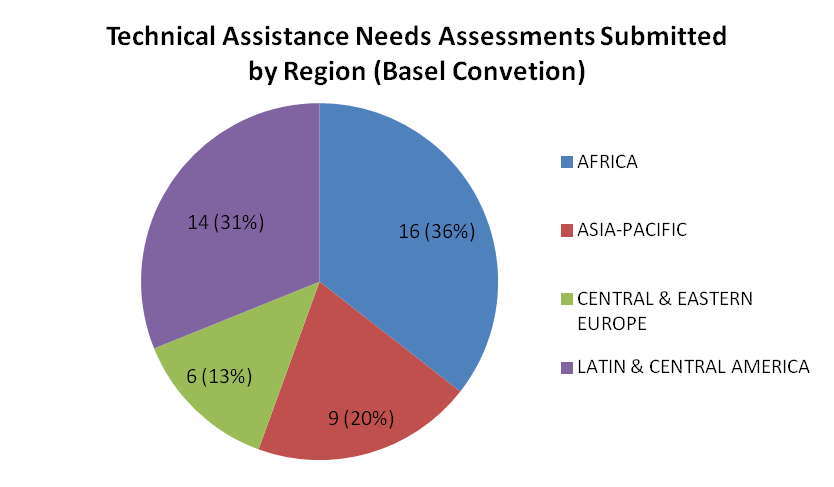 Technical Assistance Needs Assessments Submitted
by Region (Basel Convetion)
14 (31%)
16 (36%)
6 (13%)
9 (20%)
AFRICA
ASIA-PACIFIC
CENTRAL & EASTERN
EUROPE
LATIN & CENTRAL AMERICA